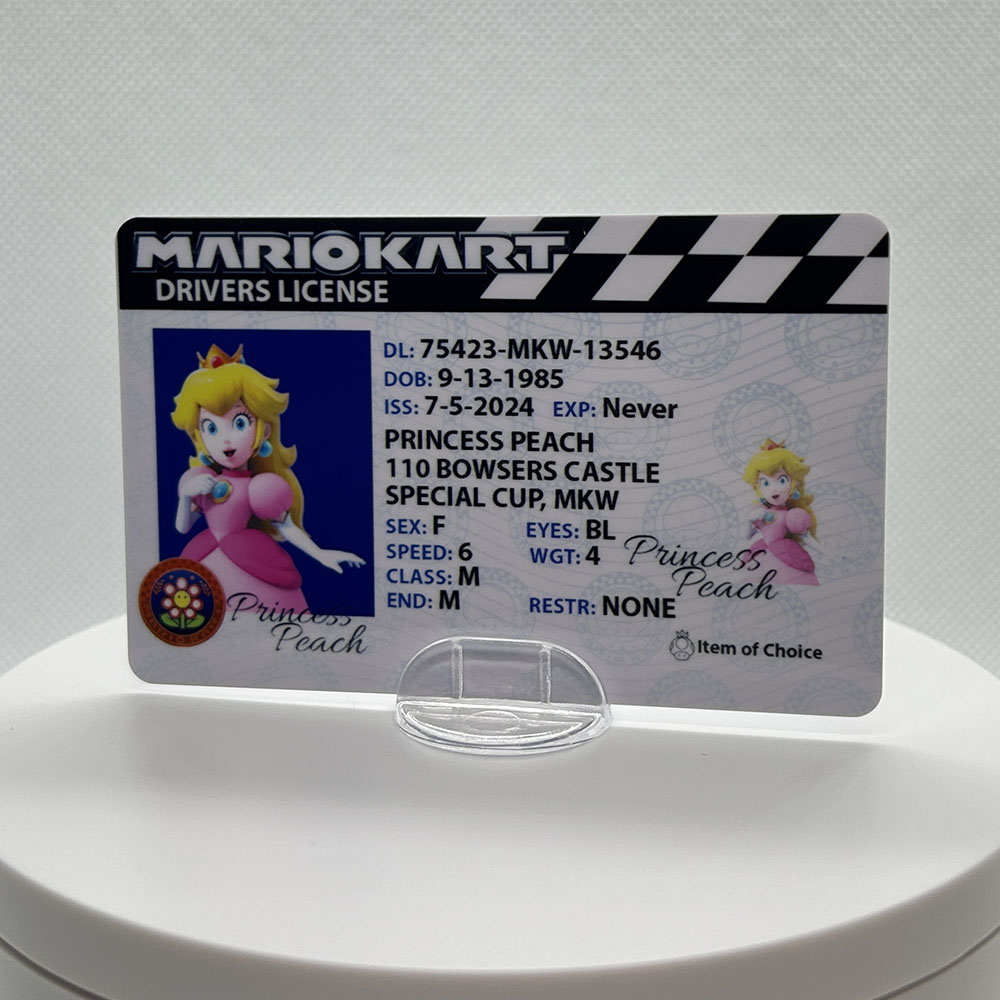 MARIOKART
DRIVERS LICENSE
DL: 75423-MKW-13546
DOB: 9-13-1985
ISS: 7-5-2024 EXP: Never
PRINCESS PEACH
110 BOWSERS CASTLE
SPECIAL CUP, MKW
SEX: F EYES: BL
SPEED: 6 WGT: 4
CLASS: M
END: M RESTR: NONE
Princess
Peach
Princess
Peach
Item of Choice